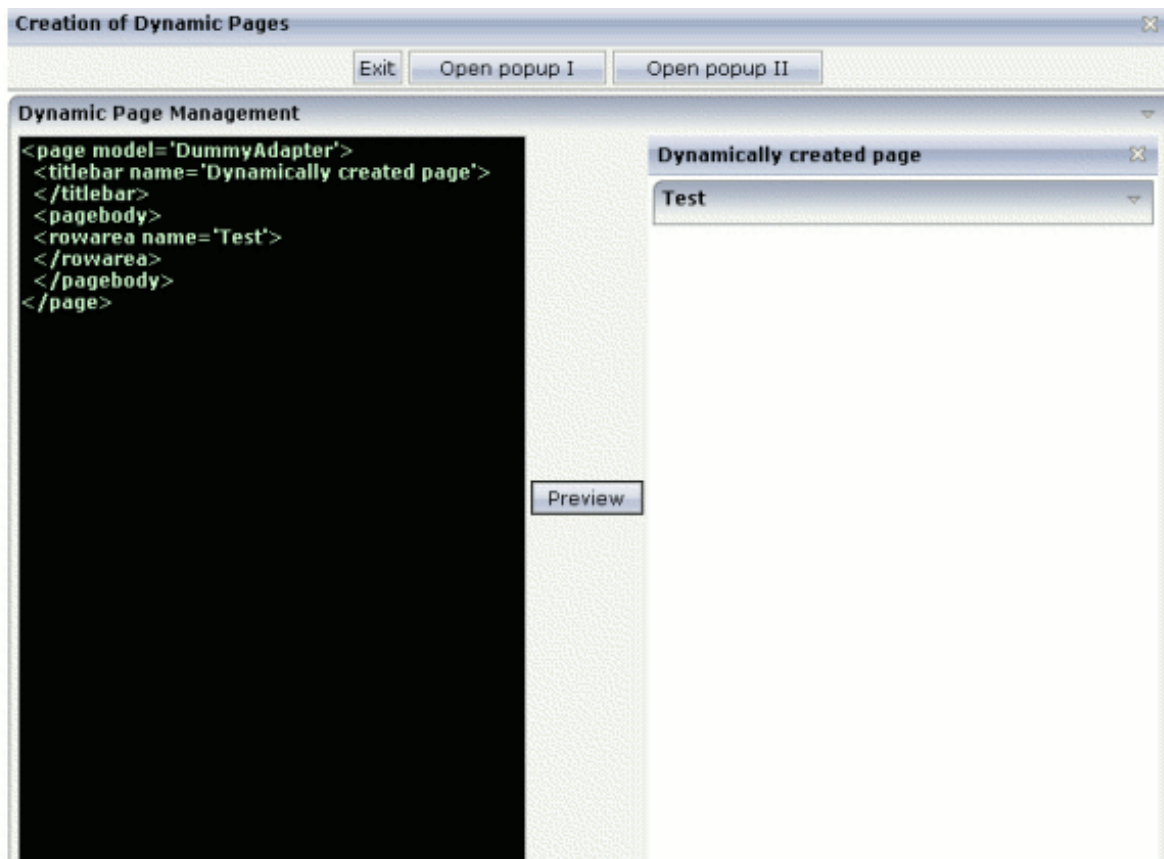 Creation of Dynamic Pages
Exit Open popup I Open popup II
Dynamic Page Management
<page model='DummyAdapter'>
<titlebar name='Dynamically created page'>
</titlebar>
<pagebody>
<rowarea name='Test'>
</rowarea>
</pagebody>
</page>
Preview
Dynamically created page
Test